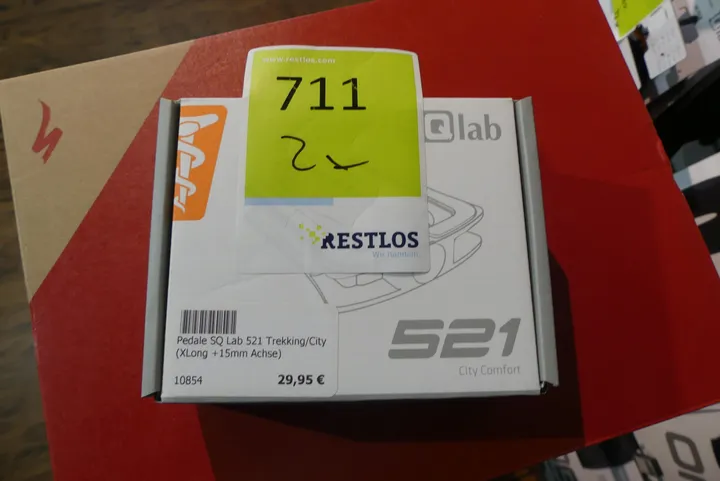 www.restlos.com
711
2x
Qlab
RESTLOS
Pedale SQ Lab 521 Trekking/City
(XLong +15mm Achse)
10854
29,95 €
521
City Comfort